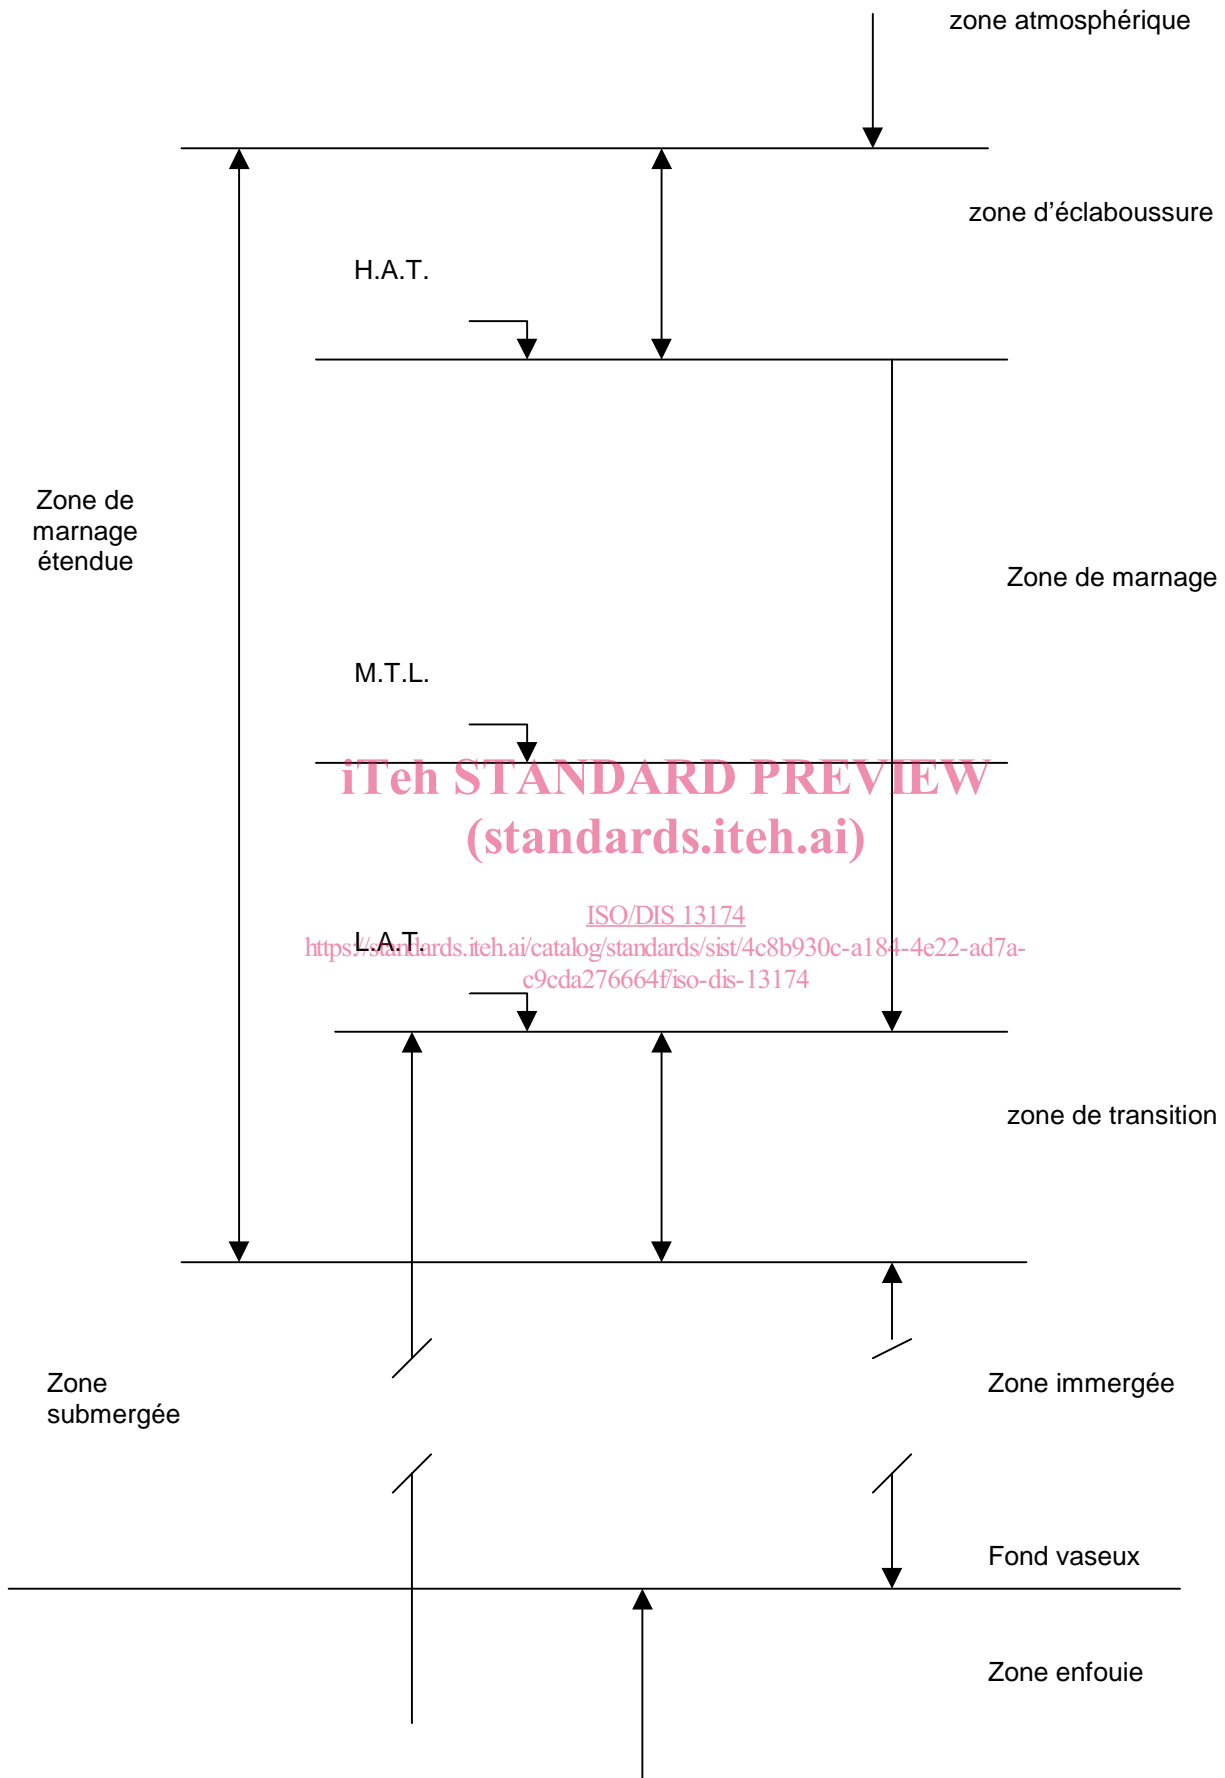 zone atmosphérique
zone d’éclaboussure
H.A.T.
Zone de
marnage
étendue
Zone de marnage
M.T.L.
iTeh STANDARD PREVIEW
(standards.iteh.ai)
ISO/DIS 13174
L.A.T.
https://standards.iteh.ai/catalog/standards/sist/4c8b930c-a184-4e22-ad7a-
c9cda276664f/iso-dis-13174
zone de transition
Zone
submergée
Zone immergée
Fond vaseux
Zone enfouie